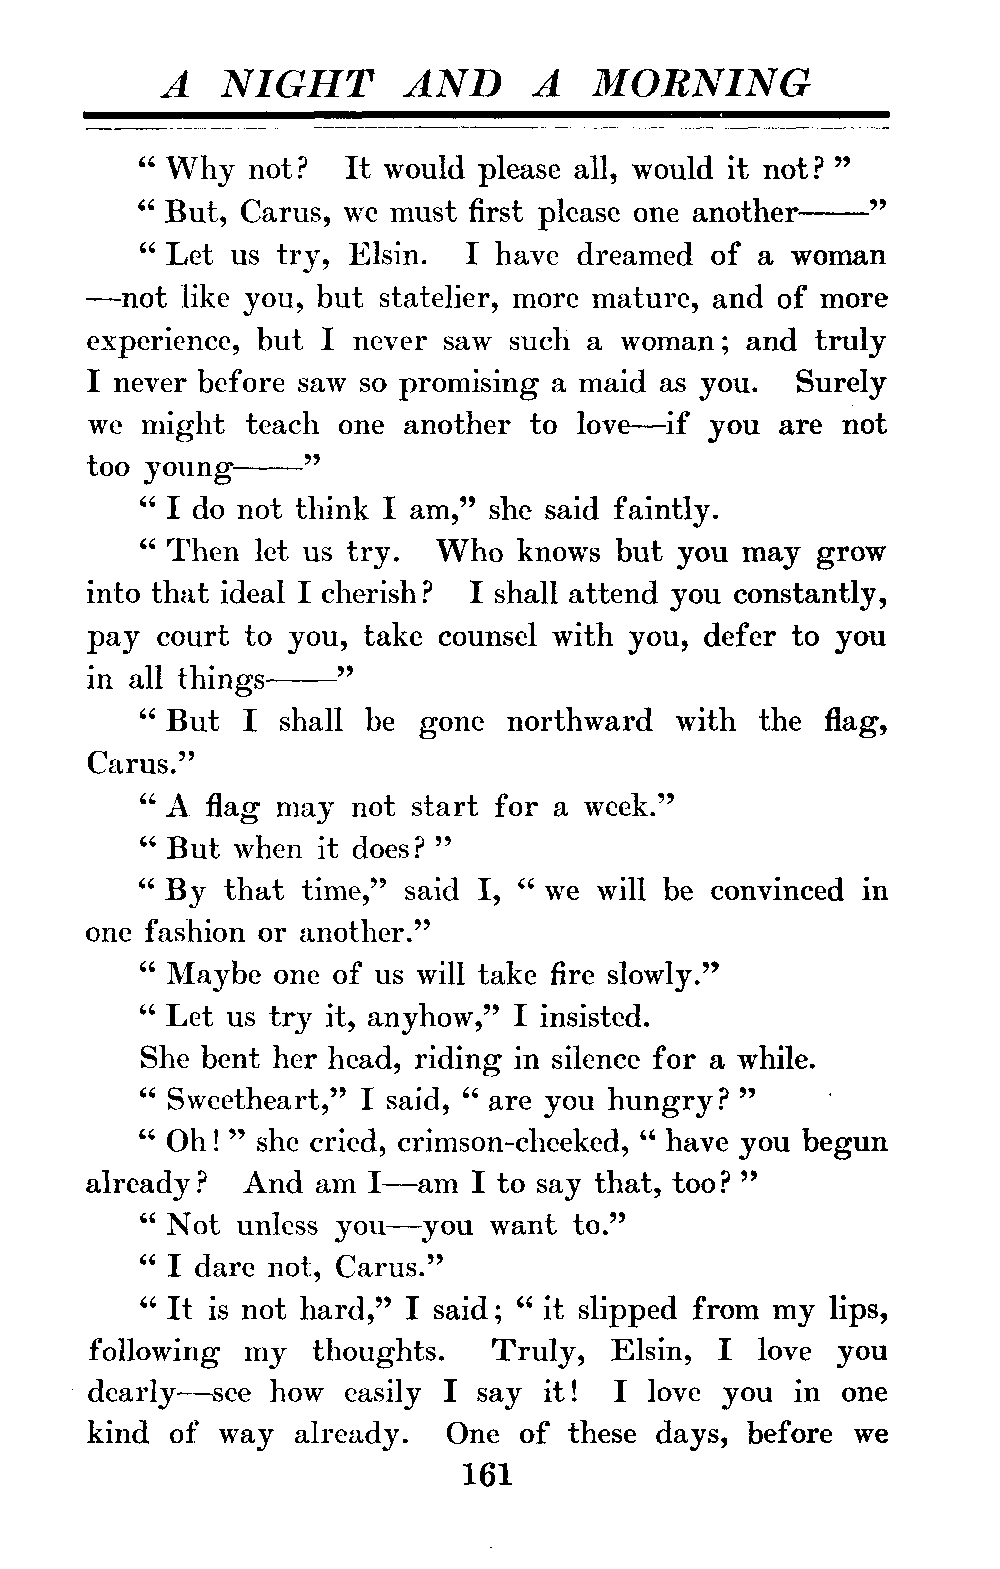 A NIGHT AND A MORNING
“ Why not? It would please all, would it not? ”
“ But, Carus, we must first please one another——”
“ Let us try, Elsin. I have dreamed of a woman
—not like you, but statelier, more mature, and of more
experience, but I never saw such a woman; and truly
I never before saw so promising a maid as you. Surely
we might teach one another to love—if you are not
too young——”
“ I do not think I am,” she said faintly.
“ Then let us try. Who knows but you may grow
into that ideal I cherish? I shall attend you constantly,
pay court to you, take counsel with you, defer to you
in all things——”
“ But I shall be gone northward with the flag,
Carus.”
“ A flag may not start for a week.”
“ But when it does? ”
“ By that time,” said I, “ we will be convinced in
one fashion or another.”
“ Maybe one of us will take fire slowly.”
“ Let us try it, anyhow,” I insisted.
She bent her head, riding in silence for a while.
“ Sweetheart,” I said, “ are you hungry? ”
“ Oh! ” she cried, crimson-cheeked, “ have you begun
already? And am I—am I to say that, too? ”
“ Not unless you—you want to.”
“ I dare not, Carus.”
“ It is not hard,” I said; “ it slipped from my lips,
following my thoughts. Truly, Elsin, I love you
dearly—see how easily I say it! I love you in one
kind of way already. One of these days, before we
161